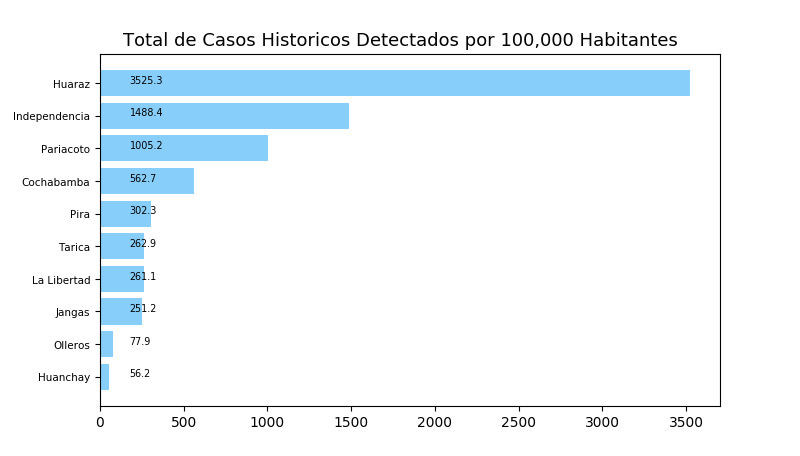 Total de Casos Historicos Detectados por 100,000 Habitantes
Huaraz 3525.3
Independencia 1488.4
Pariacoto 1005.2
Cochabamba 562.7
Pira 302.3
Tarica 262.9
La Libertad 261.1
Jangas 251.2
Olleros 77.9
Huanchay 56.2
0 500 1000 1500 2000 2500 3000 3500